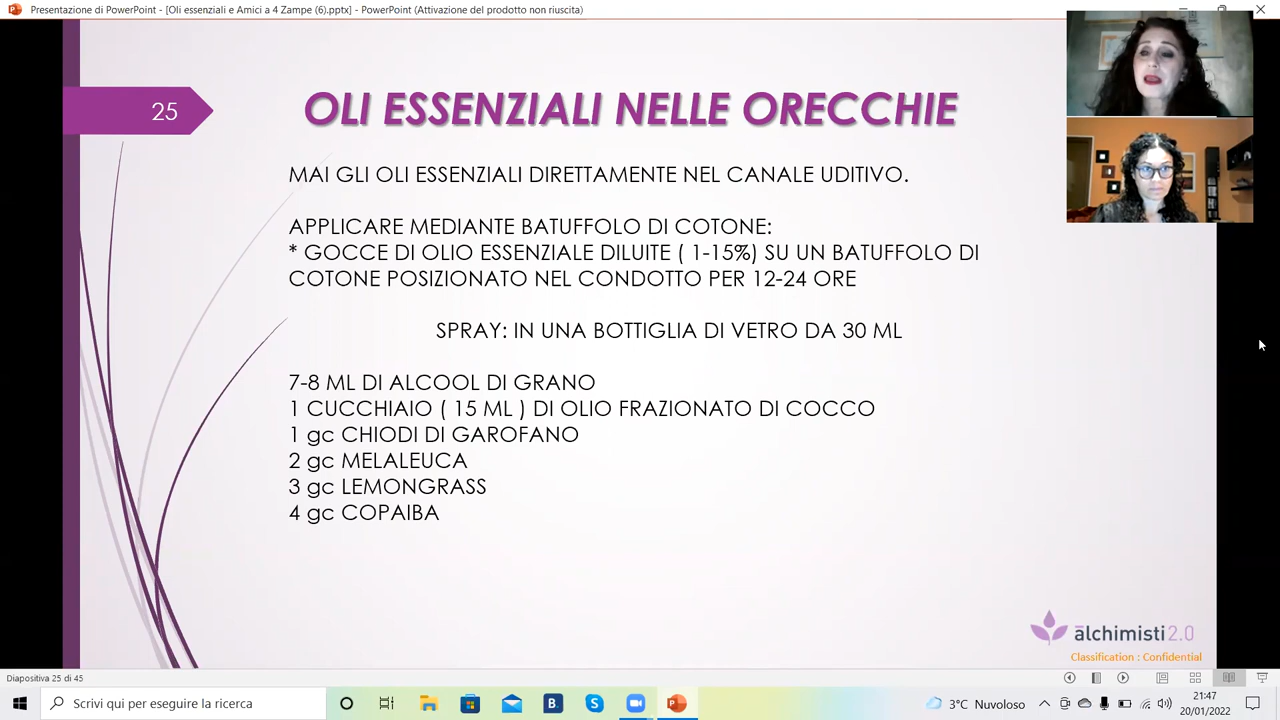 Presentazione di PowerPoint - [Oli essenziali e Amici a 4 Zampe (6).pptx] - PowerPoint (Attivazione del prodotto non riuscita)
25
OLI ESSENZIALI NELLE ORECCHIE
MAI GLI OLI ESSENZIALI DIRETTAMENTE NEL CANALE UDITIVO.
APPLICARE MEDIANTE BATUFFOLO DI COTONE:
* GOCCE DI OLIO ESSENZIALE DILUITE ( 1-15%) SU UN BATUFFOLO DI
COTONE POSIZIONATO NEL CONDOTTO PER 12-24 ORE
SPRAY: IN UNA BOTTIGLIA DI VETRO DA 30 ML
7-8 ML DI ALCOOL DI GRANO
1 CUCCHIAIO ( 15 ML ) DI OLIO FRAZIONATO DI COCCO
1 gc CHIODI DI GAROFANO
2 gc MELALEUCA
3 gc LEMONGRASS
4 gc COPAIBA
alchimisti2.0
Classification : Confidential
Diapositiva 25 di 45
Scrivi qui per eseguire la ricerca
B.
3°C Nuvoloso
21:47
20/01/2022